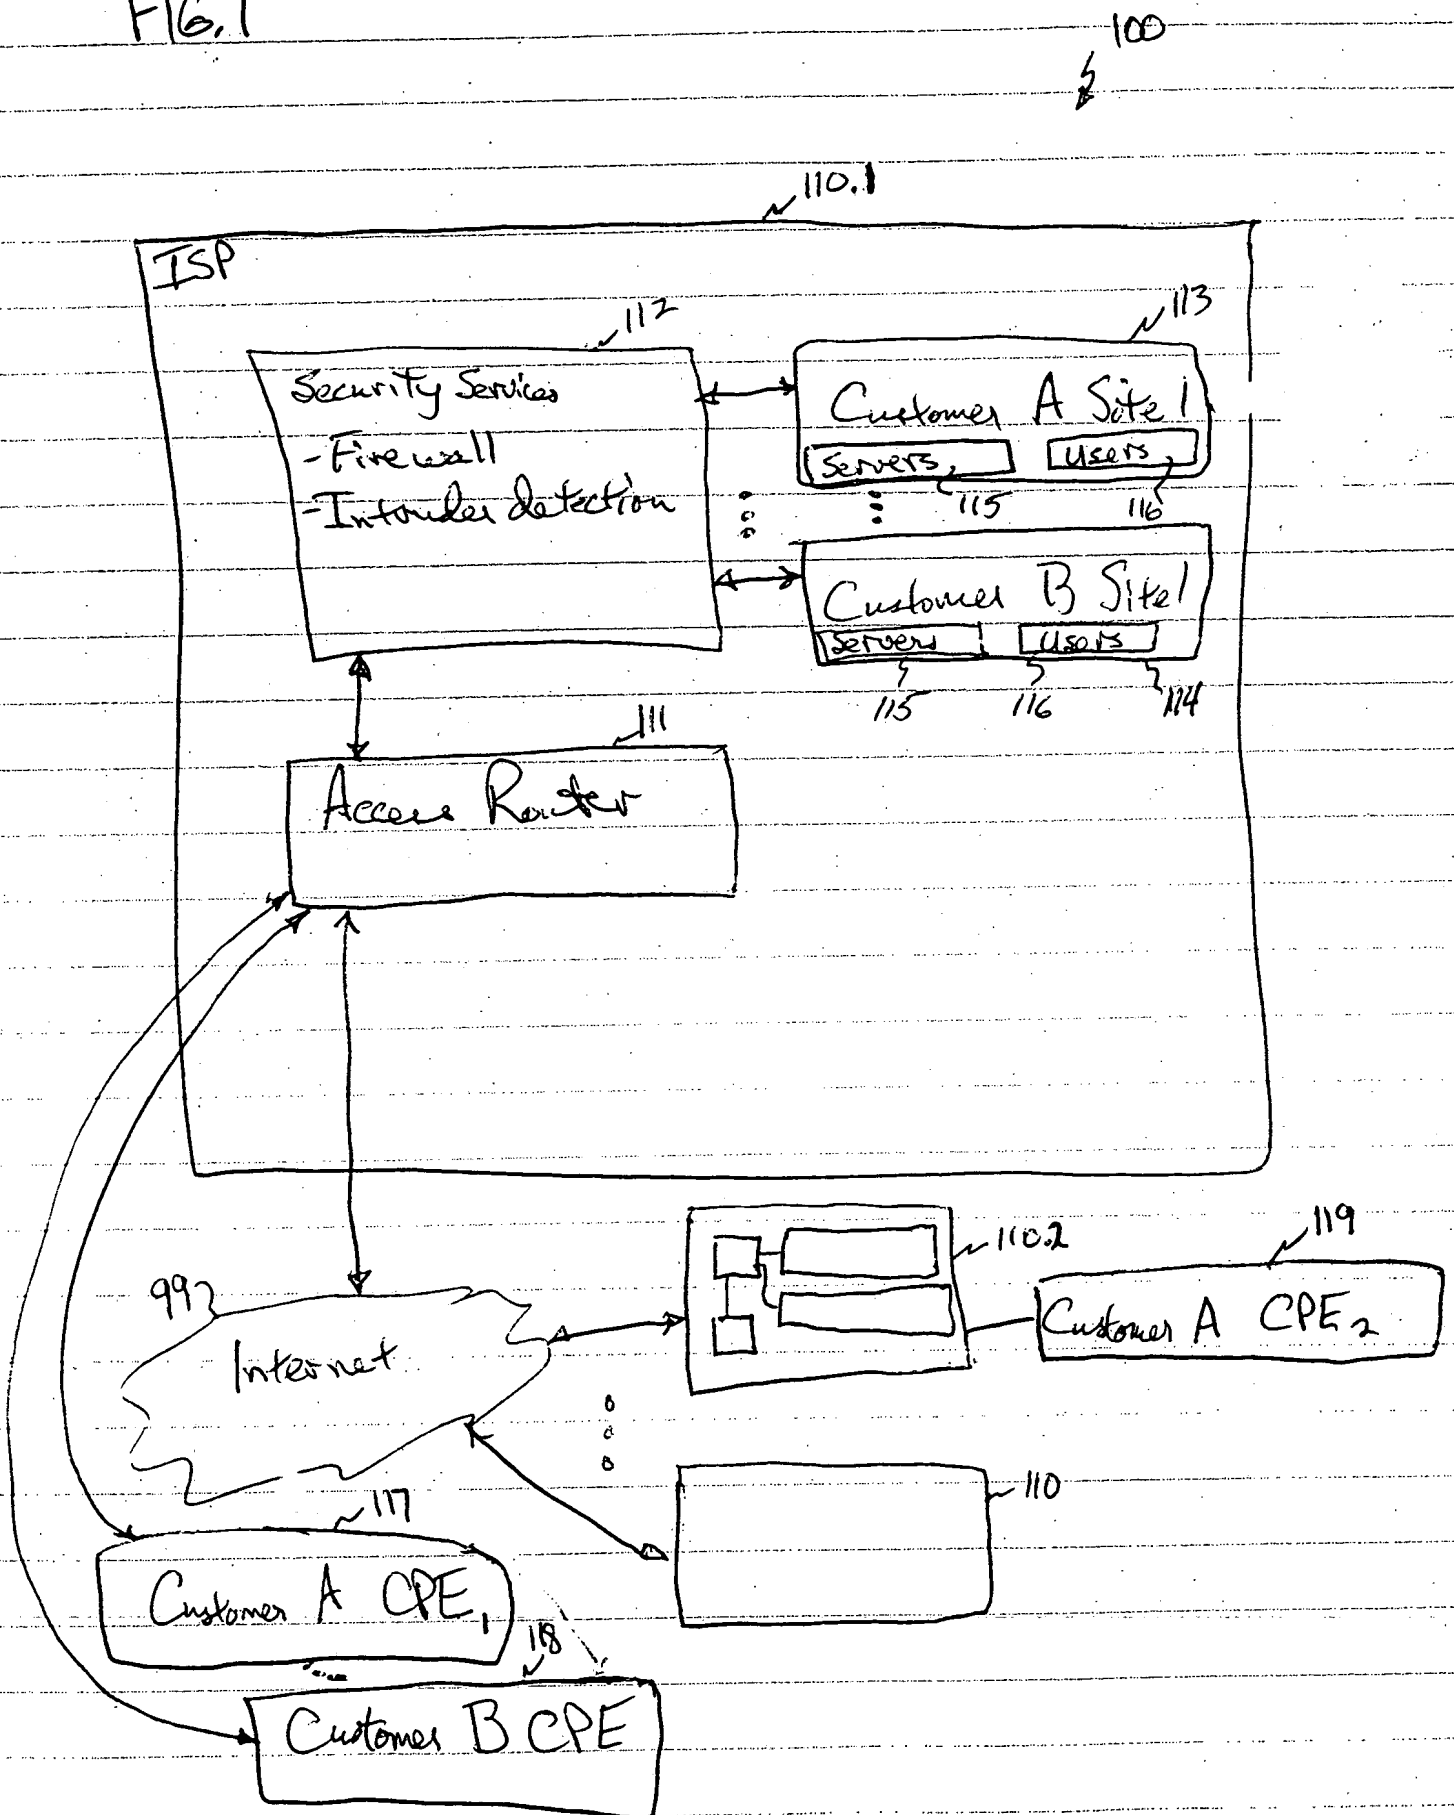 FIG. 1
100
110.1
ISP
112
113
Security Services
-Firewall
-Intruder detection
Customer A Site 1
Servers
Users
115
116
Customer B Site 1
Servers
Users
115
116
114
111
Access Router
110.2
119
99
Internet
Customer A CPE2
110
117
Customer A CPE1
118
Customer B CPE